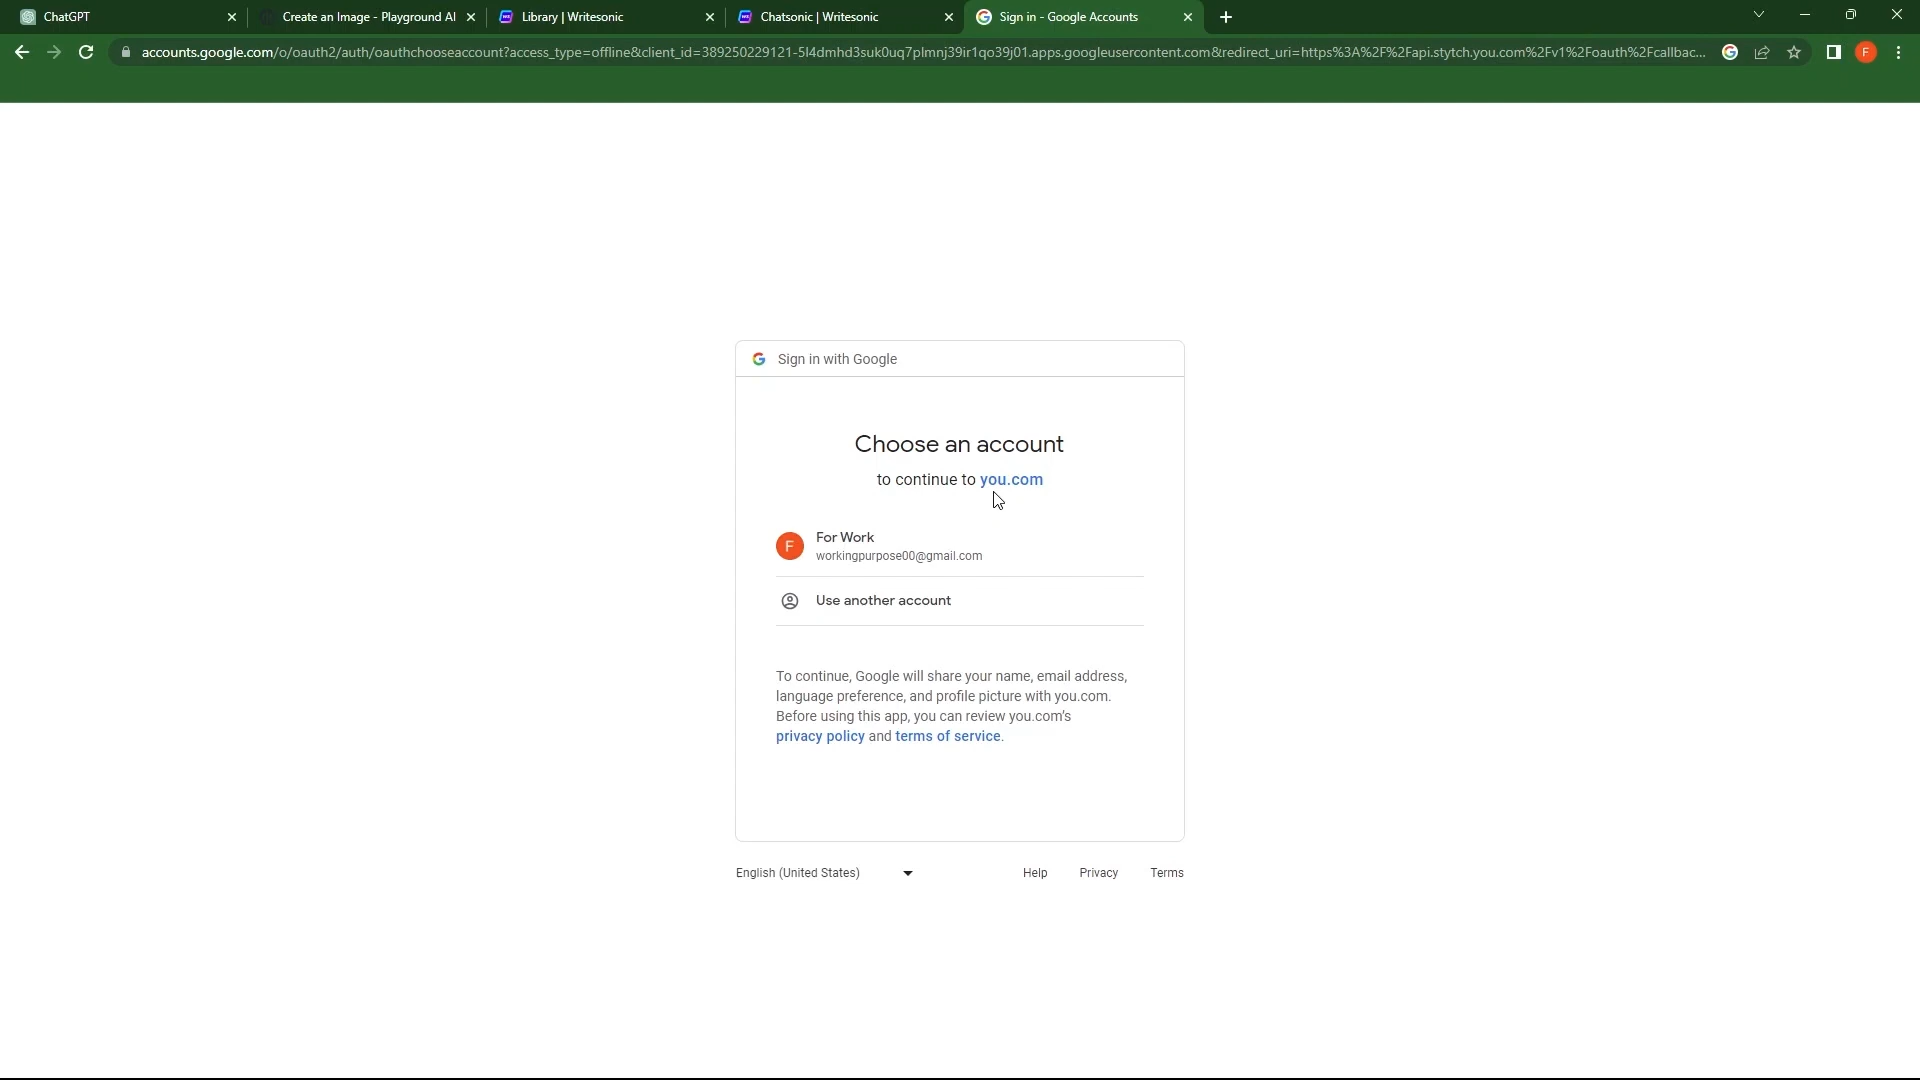 ChatGPT
Create an Image - Playground AI
Library | Writesonic
Chatsonic | Writesonic
Sign in - Google Accounts
accounts.google.com/o/oauth2/auth/oauthchooseaccount?access_type=offline&client_id=389250229121-5l4dmhd3suk0uq7plmnj39ir1qo39j01.apps.googleusercontent.com&redirect_uri=https%3A%2F%2Fapi.stytch.you.com%2Fv1%2Foauth%2Fcallbac...
F
Sign in with Google
Choose an account
to continue to you.com
F
For Work
workingpurpose00@gmail.com
Use another account
To continue, Google will share your name, email address,
language preference, and profile picture with you.com.
Before using this app, you can review you.com's
privacy policy and terms of service.
English (United States)
Help
Privacy
Terms